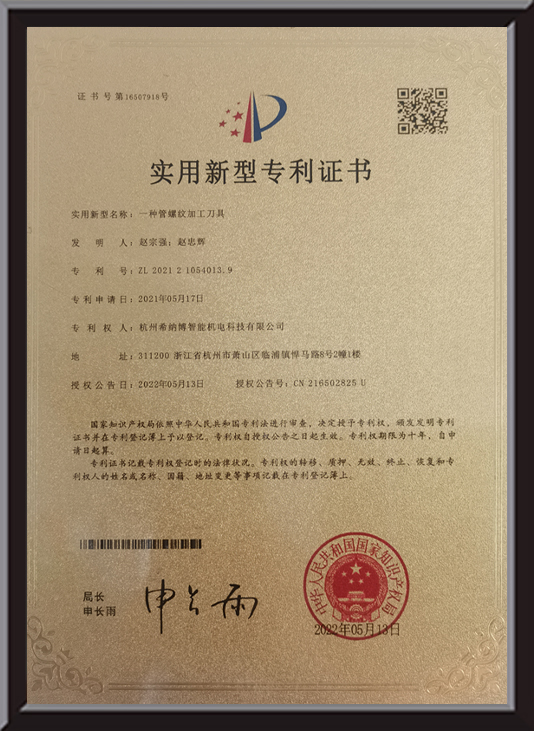 证书号第16507918号
实用新型专利证书
实用新型名称：一种管螺纹加工刀具
发明人：赵宗强；赵忠辉
专利号：ZL 2021 2 1054013.9
专利申请日：2021年05月17日
专利权人：杭州希纳博智能机电科技有限公司
地址：311200 浙江省杭州市萧山区临浦镇悍马路8号2幢1楼
授权公告日：2022年05月13日 授权公告号：CN 216502825 U
国家知识产权局依照中华人民共和国专利法进行审查，决定授予专利权，颁发发明专利
证书并在专利登记簿上予以登记。专利权自授权公告之日起生效。专利权期限为十年，自申
请日起算。
专利证书记载专利权登记时的法律状况。专利权的转移、质押、无效、终止、恢复和专
利权人的姓名或名称、国籍、地址变更等事项记载在专利登记簿上。
局长
申长雨
申长雨
中华人民共和国国家知识产权局
2022年05月13日